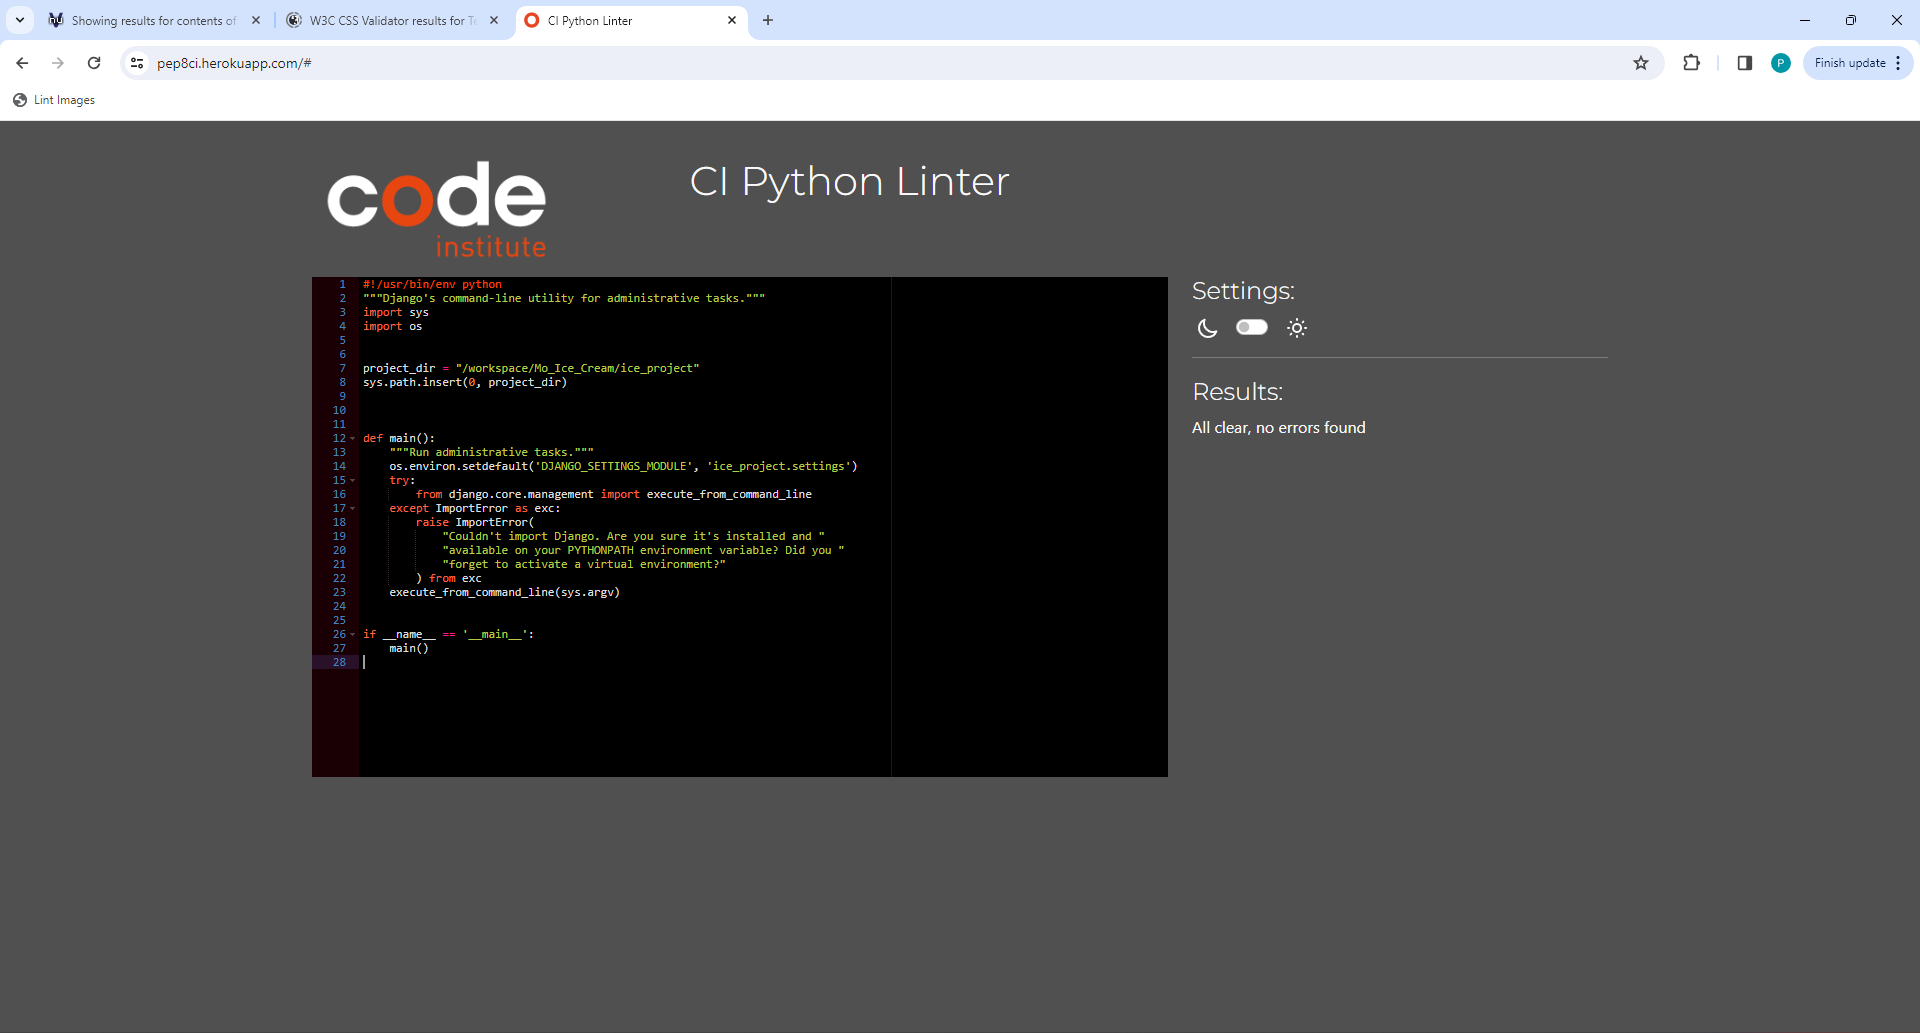 Showing results for contents of
W3C CSS Validator results for Te
CI Python Linter
pep8ci.herokuapp.com/#
P
Finish update
Lint Images
code
institute
CI Python Linter
1 #!/usr/bin/env python
2 """Django's command-line utility for administrative tasks."""
3 import sys
4 import os
5
6
7 project_dir = "/workspace/Mo_Ice_Cream/ice_project"
8 sys.path.insert(0, project_dir)
9
10
11
12 def main():
13     """Run administrative tasks."""
14     os.environ.setdefault('DJANGO_SETTINGS_MODULE', 'ice_project.settings')
15     try:
16         from django.core.management import execute_from_command_line
17     except ImportError as exc:
18         raise ImportError(
19             "Couldn't import Django. Are you sure it's installed and "
20             "available on your PYTHONPATH environment variable? Did you "
21             "forget to activate a virtual environment?"
22         ) from exc
23     execute_from_command_line(sys.argv)
24
25
26 if __name__ == '__main__':
27     main()
28
Settings:
Results:
All clear, no errors found